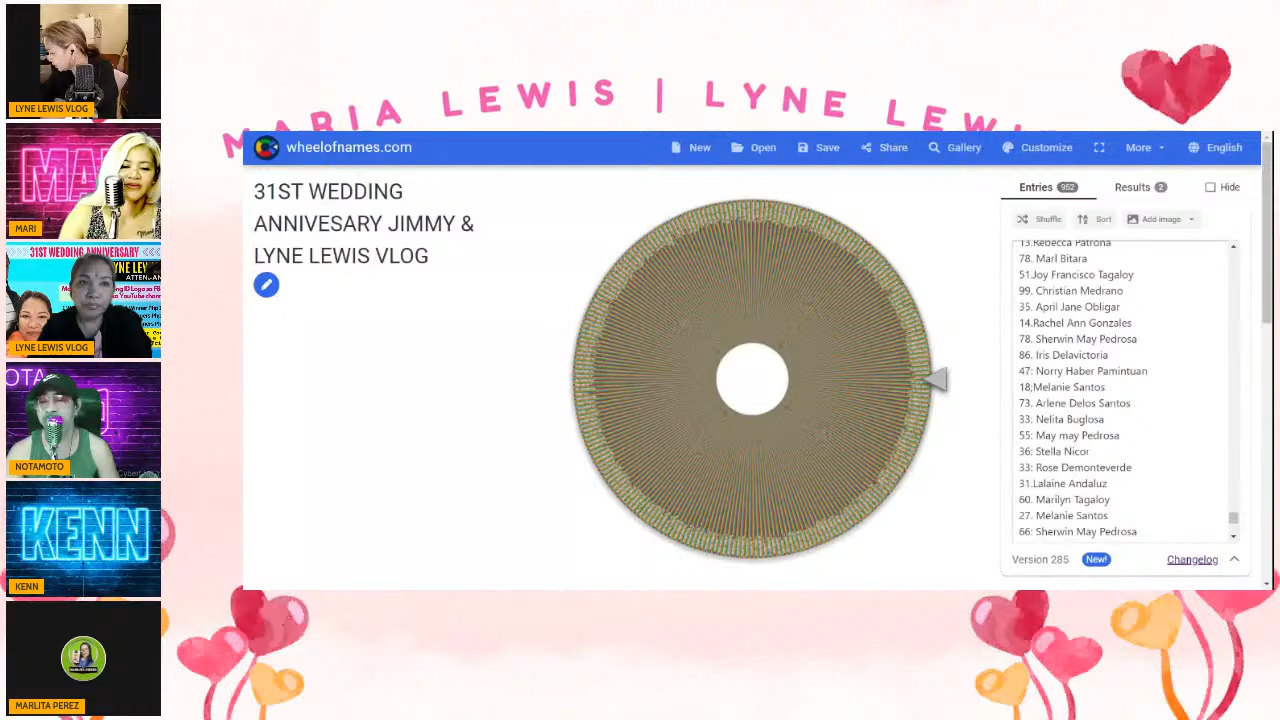 MARIA LEWIS | LYNE LEWIS
LYNE LEWIS VLOG
MARI
31ST WEDDING ANNIVERSARY
LYNE LEWIS VLOG
NOTAMOTO
KENN
KENN
MARLITA PEREZ
wheelofnames.com
New
Open
Save
Share
Gallery
Customize
More
English
31ST WEDDING
ANNIVESARY JIMMY &
LYNE LEWIS VLOG
Entries 952
Results 2
Hide
Shuffle
Sort
Add image
13.Rebecca Patrona
78. Marl Bitara
51.Joy Francisco Tagaloy
99. Christian Medrano
35. April Jane Obligar
14.Rachel Ann Gonzales
78. Sherwin May Pedrosa
86. Iris Delavictoria
47: Norry Haber Pamintuan
18,Melanie Santos
73. Arlene Delos Santos
33: Nelita Buglosa
55: May may Pedrosa
36: Stella Nicor
33: Rose Demonteverde
31.Lalaine Andaluz
60. Marilyn Tagaloy
27. Melanie Santos
66: Sherwin May Pedrosa
Version 285
New!
Changelog